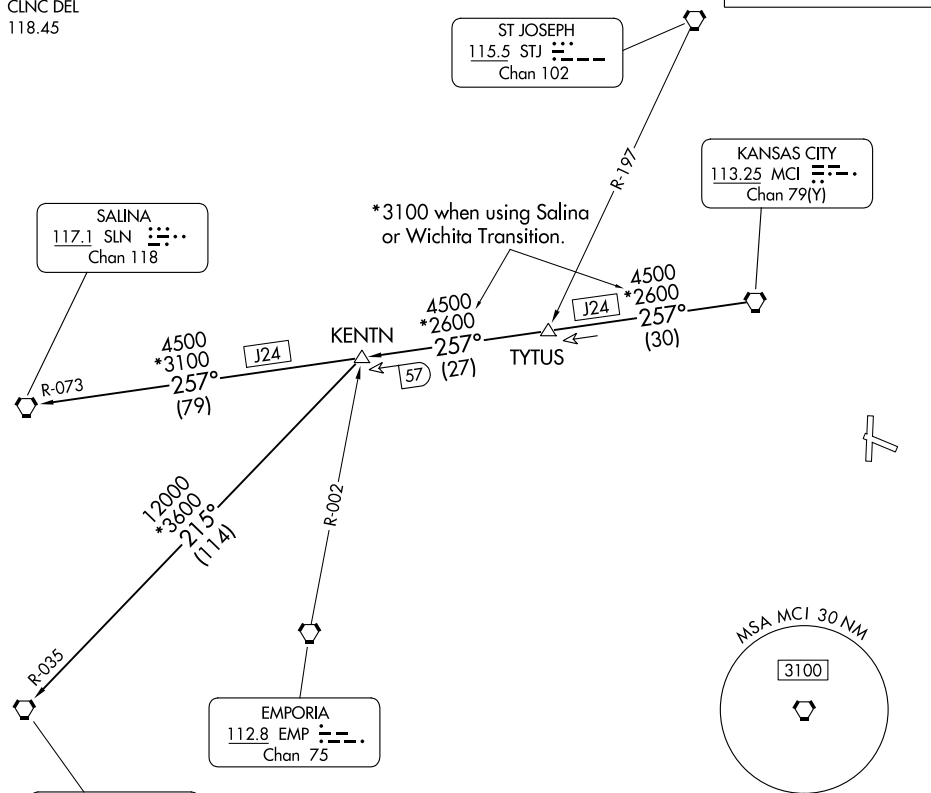 CLNC DEL
118.45
ST JOSEPH
115.5 STJ
Chan 102
R-197
KANSAS CITY
113.25 MCI
Chan 79(Y)
SALINA
117.1 SLN
Chan 118
*3100 when using Salina
or Wichita Transition.
4500
*2600
J24
257°
(30)
TYTUS
4500
*2600
257°
(27)
57
KENTN
4500
*3100
J24
257°
(79)
R-073
12000
*3600
215°
(114)
R-035
R-002
EMPORIA
112.8 EMP
Chan 75
MSA MCI 30 NM
3100